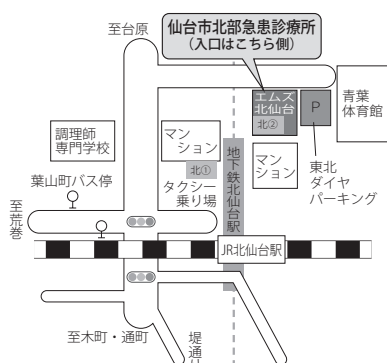 至台原
仙台市北部急患診療所
（入口はこちら側）
エムズ
北仙台
北②
P
青葉
体育館
調理師
専門学校
マン
ション
北①
地下鉄北仙台駅
マン
ション
東北
ダイヤ
パーキング
葉山町バス停
タクシー
乗り場
至荒巻
JR北仙台駅
至木町・通町
堤通り